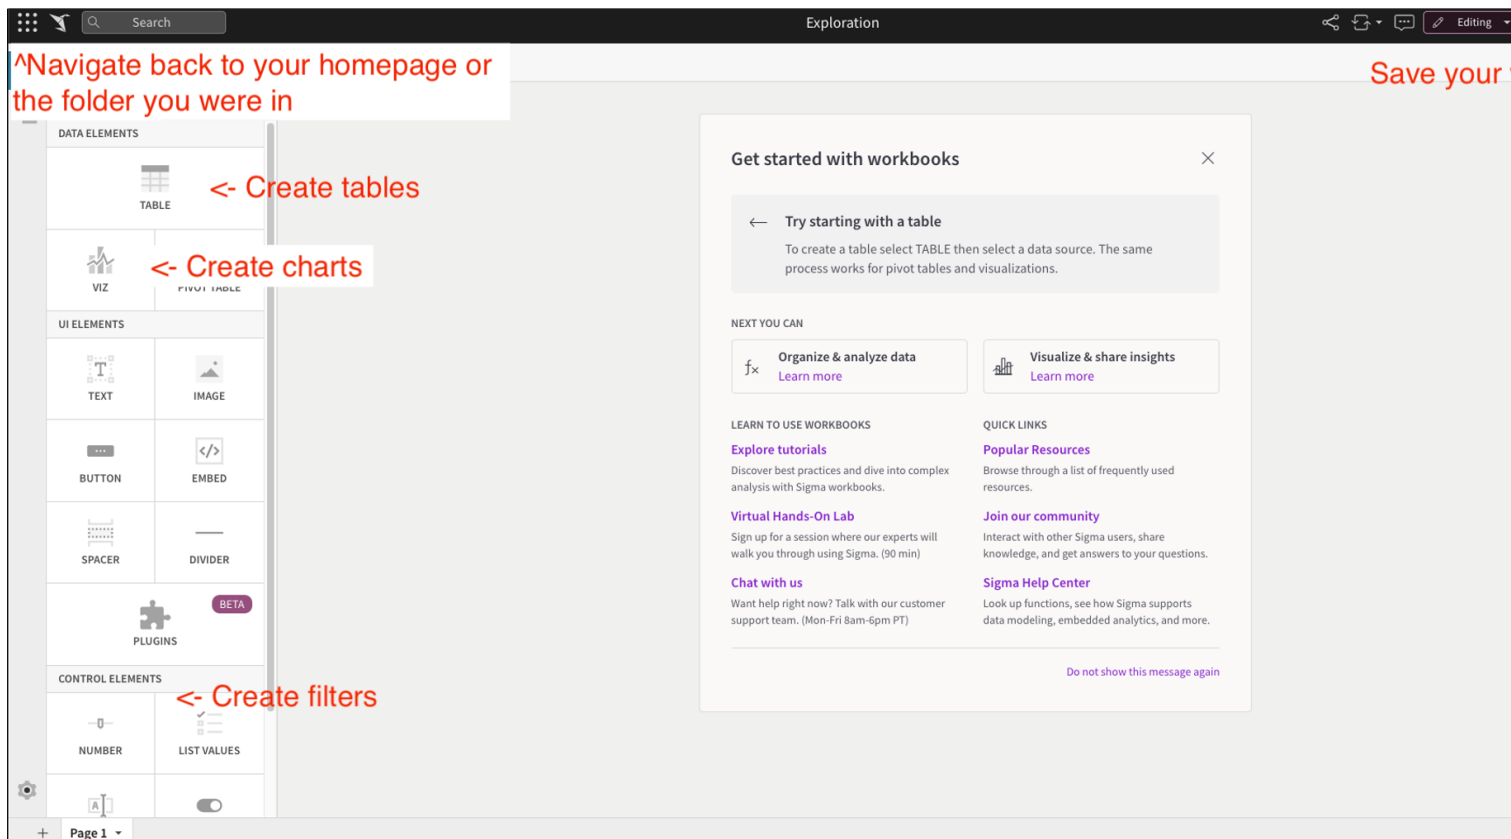 Search
Exploration
Editing
^Navigate back to your homepage or
the folder you were in
Save your
DATA ELEMENTS
TABLE
<- Create tables
<- Create charts
VIZ
PIVOT TABLE
UI ELEMENTS
TEXT
IMAGE
BUTTON
EMBED
SPACER
DIVIDER
BETA
PLUGINS
CONTROL ELEMENTS
<- Create filters
NUMBER
LIST VALUES
Page 1
Get started with workbooks
Try starting with a table
To create a table select TABLE then select a data source. The same
process works for pivot tables and visualizations.
NEXT YOU CAN
Organize & analyze data
Learn more
Visualize & share insights
Learn more
LEARN TO USE WORKBOOKS
Explore tutorials
Discover best practices and dive into complex
analysis with Sigma workbooks.
Virtual Hands-On Lab
Sign up for a session where our experts will
walk you through using Sigma. (90 min)
Chat with us
Want help right now? Talk with our customer
support team. (Mon-Fri 8am-6pm PT)
QUICK LINKS
Popular Resources
Browse through a list of frequently used
resources.
Join our community
Interact with other Sigma users, share
knowledge, and get answers to your questions.
Sigma Help Center
Look up functions, see how Sigma supports
data modeling, embedded analytics, and more.
Do not show this message again